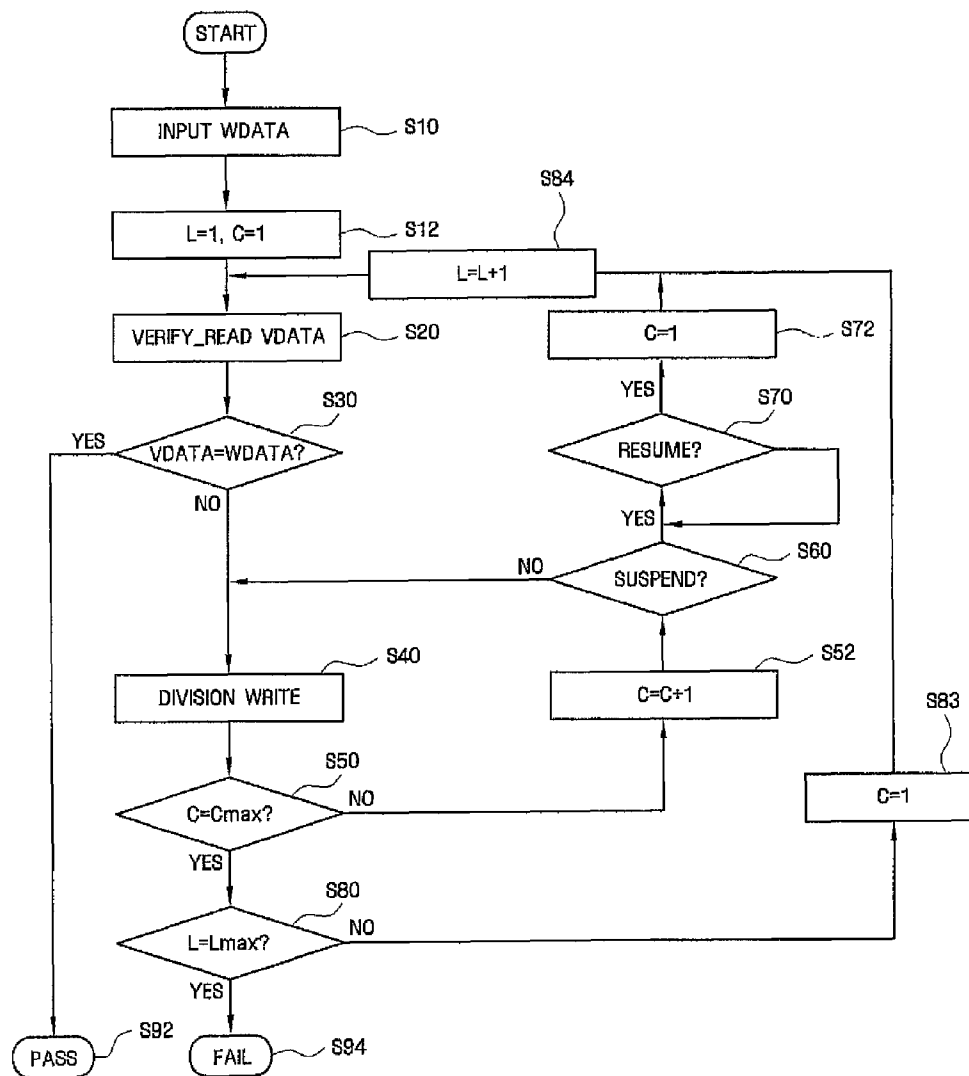 START
INPUT WDATA
S10
S84
L=1, C=1
S12
L=L+1
VERIFY_READ VDATA
S20
C=1
S72
YES
S30
S70
YES
VDATA=WDATA?
RESUME?
NO
YES
S60
NO
SUSPEND?
S40
S52
DIVISION WRITE
C=C+1
S83
S50
C=Cmax?
NO
C=1
YES
S80
L=Lmax?
NO
YES
S92
S94
PASS
FAIL